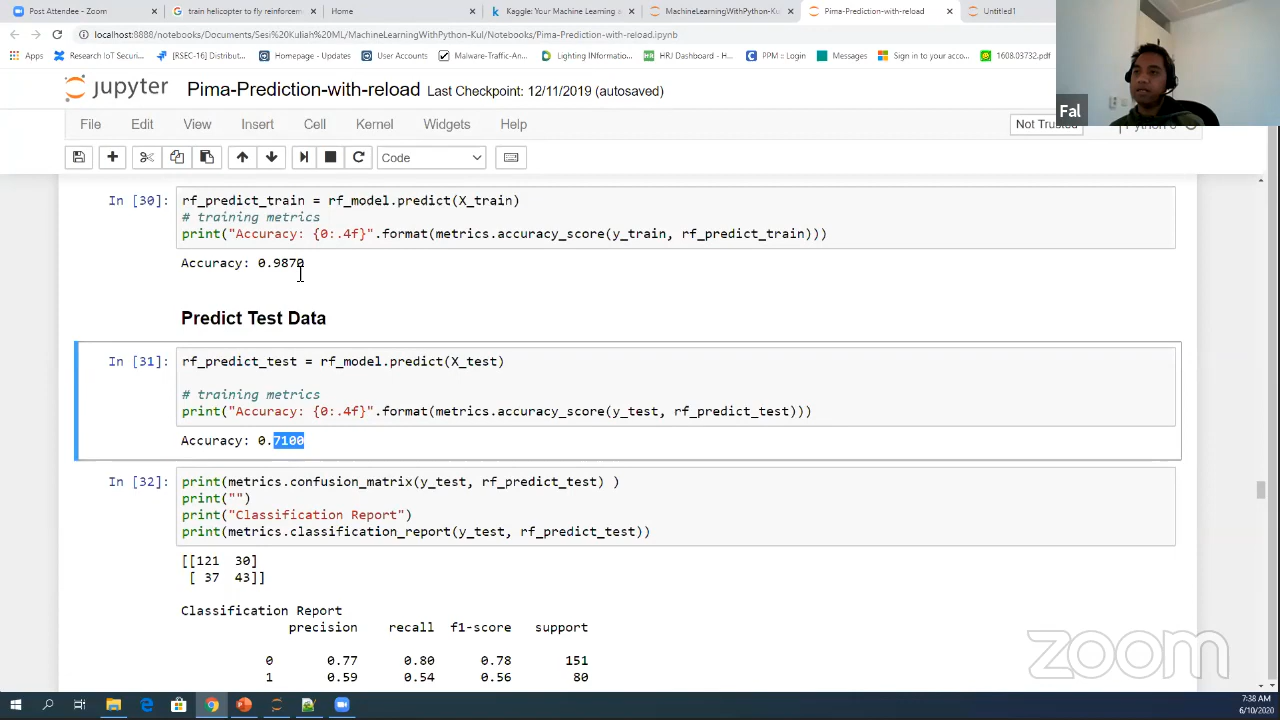 Post Attendee - Zoom
train helicopter to fly reinforcem
Home
Kaggle: Your Machine Learning
MachineLearningWithPython-Kul
Pima-Prediction-with-reload
Untitled1
localhost:8888/notebooks/Documents/Sesi%20Kuliah%20ML/MachineLearningWithPython-Kul/Notebooks/Pima-Prediction-with-reload.ipynb
Apps
Research IoT Securi...
[RSEC-16] Distribut...
Homepage - Updates
User Accounts
Malware-Traffic-An...
Lighting INformatio...
HRJ Dashboard - H...
PPM :: Login
Messages
Sign in to your acco...
1608.03732.pdf
jupyter
Pima-Prediction-with-reload Last Checkpoint: 12/11/2019 (autosaved)
Fal
File Edit View Insert Cell Kernel Widgets Help
Not Trusted
Code
In [30]: rf_predict_train = rf_model.predict(X_train)
# training metrics
print("Accuracy: {0:.4f}".format(metrics.accuracy_score(y_train, rf_predict_train)))
Accuracy: 0.9870
Predict Test Data
In [31]: rf_predict_test = rf_model.predict(X_test)
# training metrics
print("Accuracy: {0:.4f}".format(metrics.accuracy_score(y_test, rf_predict_test)))
Accuracy: 0.7100
In [32]: print(metrics.confusion_matrix(y_test, rf_predict_test) )
print("")
print("Classification Report")
print(metrics.classification_report(y_test, rf_predict_test))
[[121 30]
[ 37 43]]
Classification Report
precision recall f1-score support
0 0.77 0.80 0.78 151
1 0.59 0.54 0.56 80
zoom
7:38 AM
6/10/2020